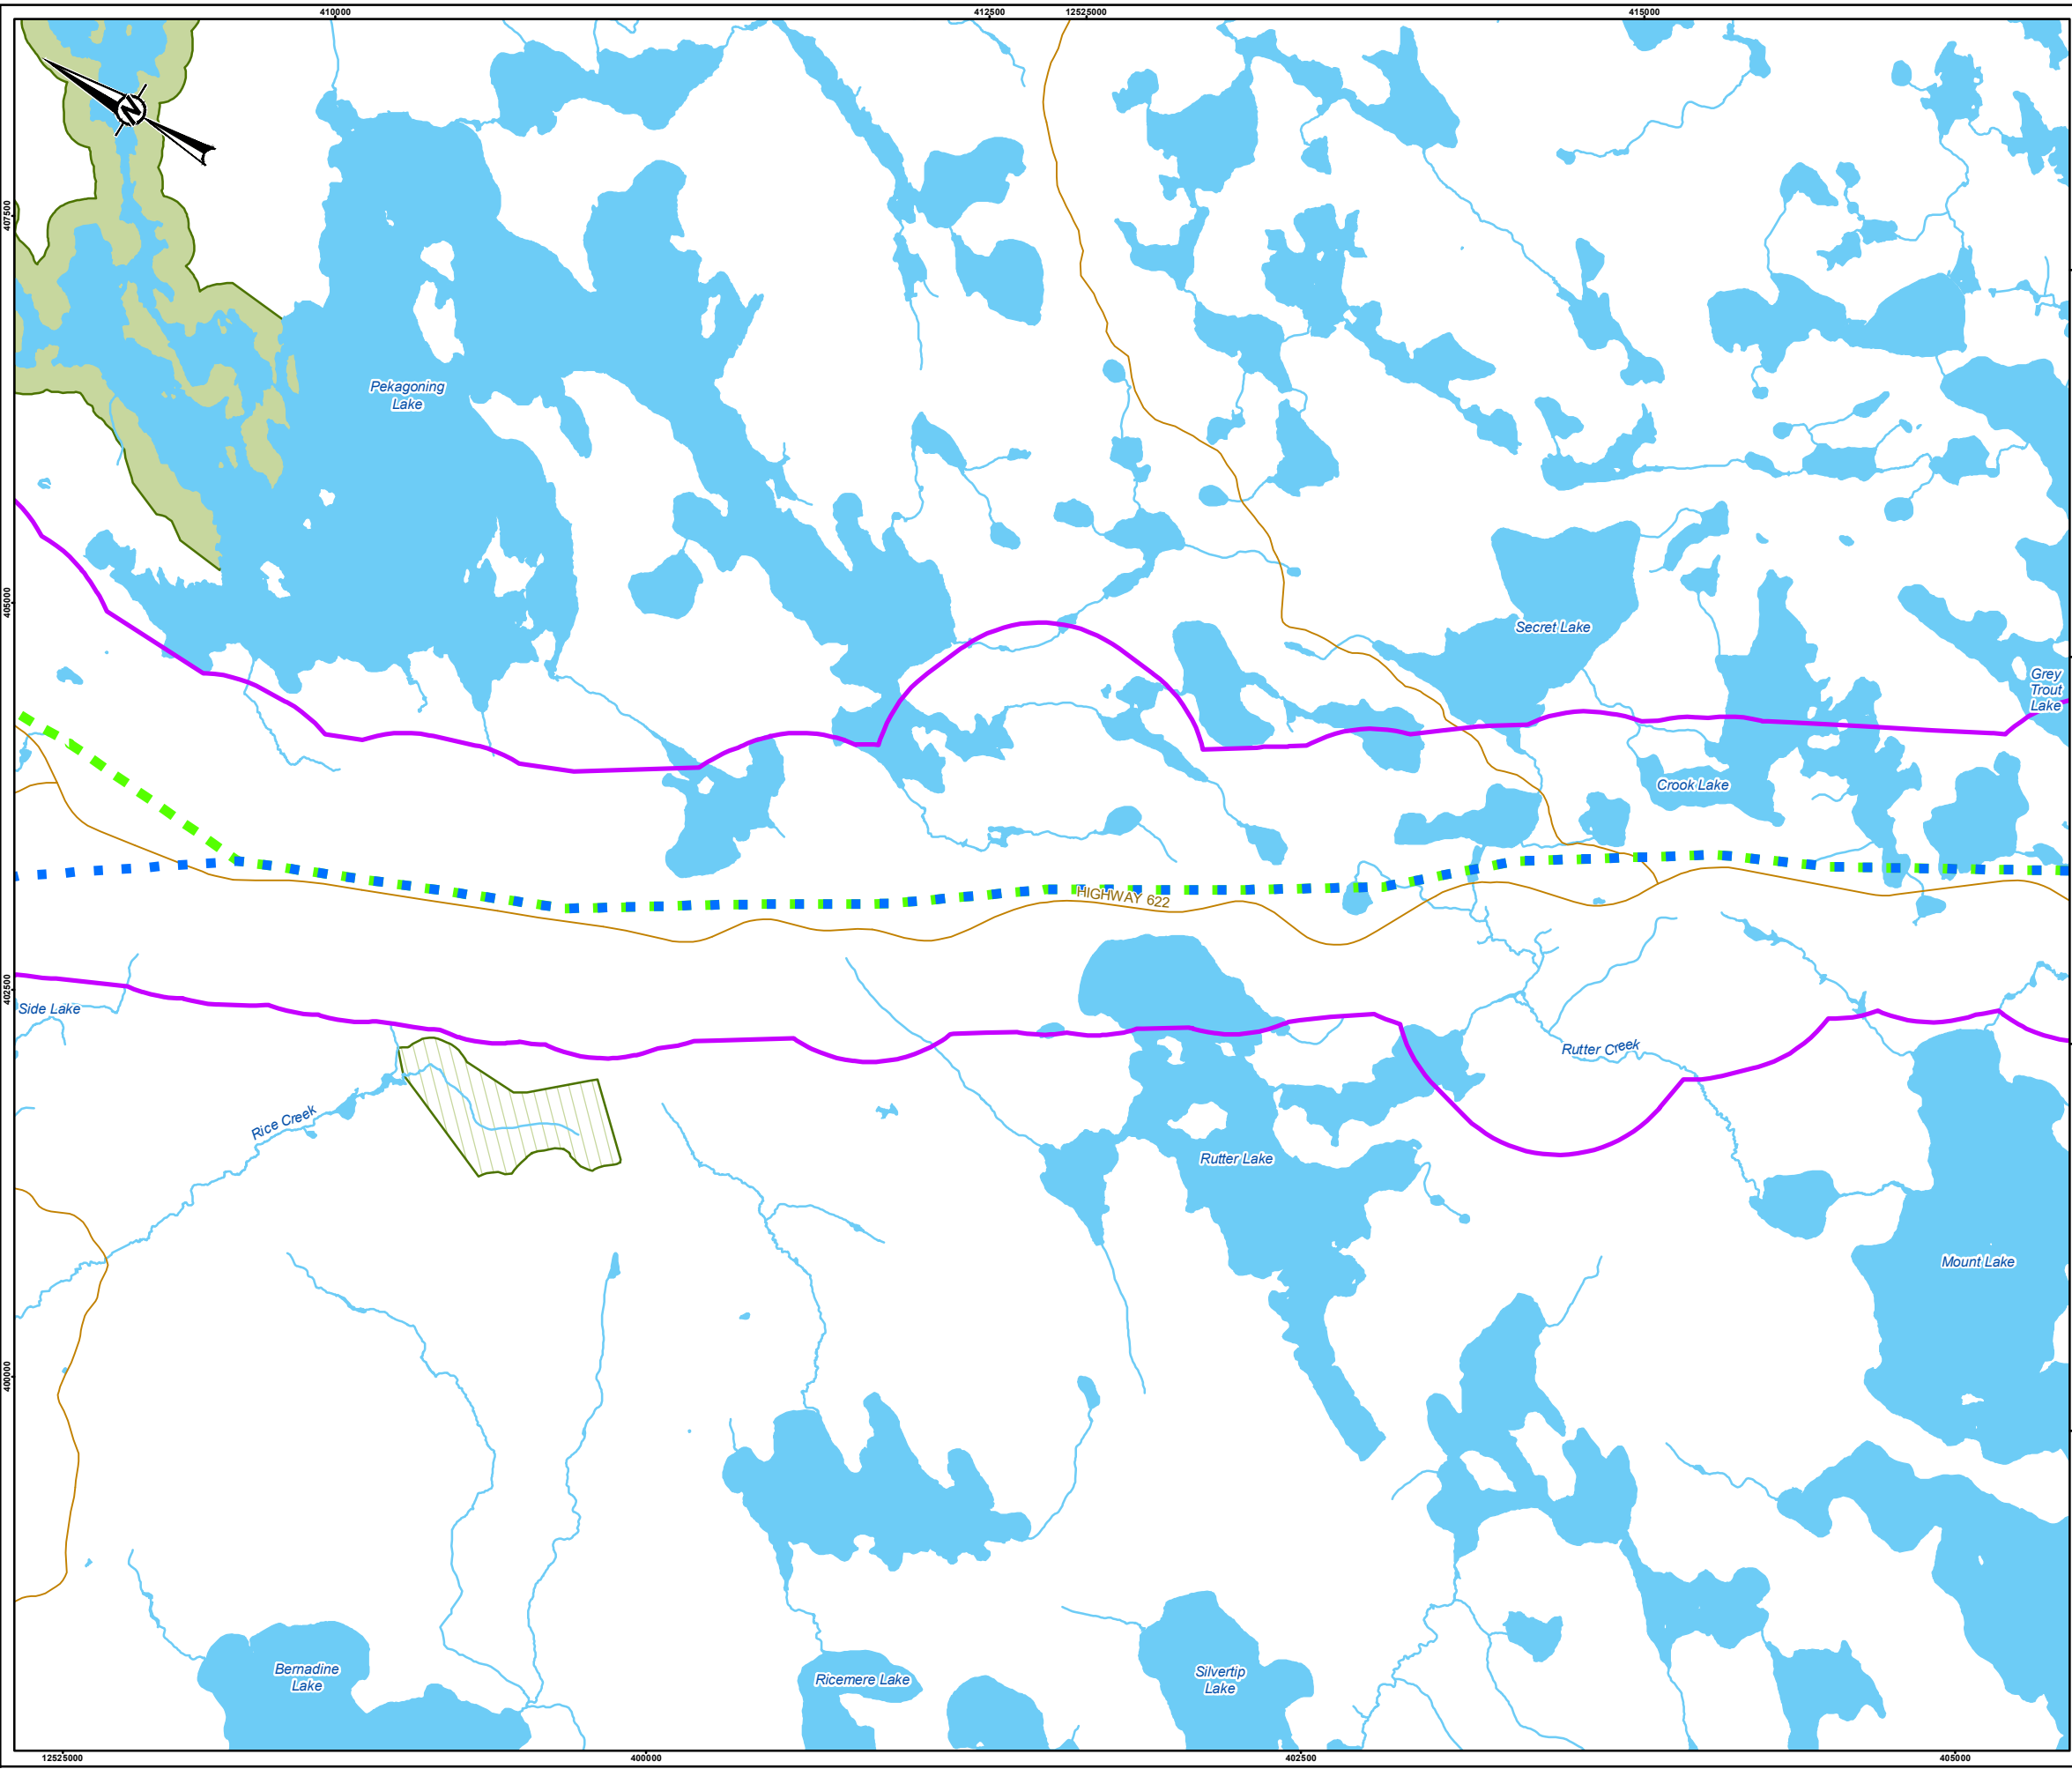 410000
412500
12525000
415000
N
407500
Pekagoning
Lake
405000
Secret Lake
Grey
Trout
Lake
Crook Lake
HIGHWAY 622
402500
Side Lake
Rutter Creek
Rice Creek
Rutter Lake
Mount Lake
400000
Bernadine
Lake
Ricemere Lake
Silvertip
Lake
12525000
400000
402500
405000